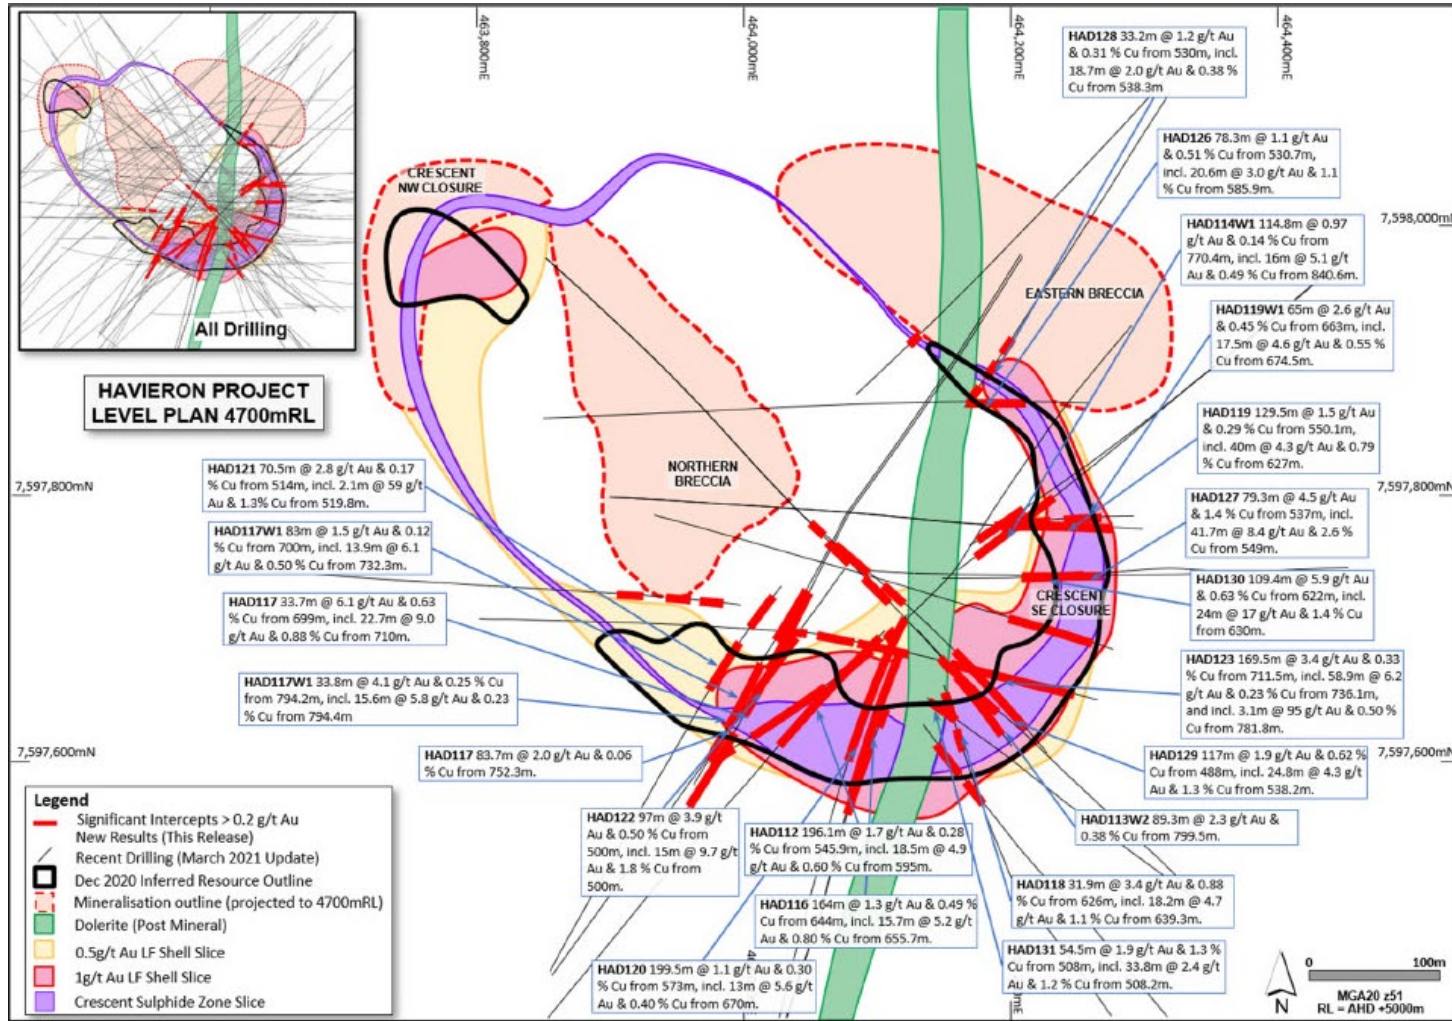 463,800mE
464,000mE
464,200mE
464,400mE
HAD128 33.2m @ 1.2 g/t Au
& 0.31 % Cu from 530m, incl.
18.7m @ 2.0 g/t Au & 0.38 %
Cu from 538.3m
HAD126 78.3m @ 1.1 g/t Au
& 0.51 % Cu from 530.7m,
incl. 20.6m @ 3.0 g/t Au & 1.1
% Cu from 585.9m.
HAD114W1 114.8m @ 0.97
g/t Au & 0.14 % Cu from
770.4m, incl. 16m @ 5.1 g/t
Au & 0.49 % Cu from 840.6m.
7,598,000mN
HAD119W1 65m @ 2.6 g/t Au
& 0.45 % Cu from 663m, incl.
17.5m @ 4.6 g/t Au & 0.55 %
Cu from 674.5m.
HAD119 129.5m @ 1.5 g/t Au
& 0.29 % Cu from 550.1m,
incl. 40m @ 4.3 g/t Au & 0.79
% Cu from 627m.
7,597,800mN
HAD127 79.3m @ 4.5 g/t Au
& 1.4 % Cu from 537m, incl.
41.7m @ 8.4 g/t Au & 2.6 %
Cu from 549m.
HAD130 109.4m @ 5.9 g/t Au
& 0.63 % Cu from 622m, incl.
24m @ 17 g/t Au & 1.4 % Cu
from 630m.
HAD123 169.5m @ 3.4 g/t Au & 0.33
% Cu from 711.5m, incl. 58.9m @ 6.2
g/t Au & 0.23 % Cu from 736.1m,
and incl. 3.1m @ 95 g/t Au & 0.50 %
Cu from 781.8m.
7,597,600mN
HAD129 117m @ 1.9 g/t Au & 0.62 %
Cu from 488m, incl. 24.8m @ 4.3 g/t
Au & 1.3 % Cu from 538.2m.
HAD113W2 89.3m @ 2.3 g/t Au &
0.38 % Cu from 799.5m.
HAD118 31.9m @ 3.4 g/t Au & 0.88
% Cu from 626m, incl. 18.2m @ 4.7
g/t Au & 1.1 % Cu from 639.3m.
HAD131 54.5m @ 1.9 g/t Au & 1.3 %
Cu from 508m, incl. 33.8m @ 2.4 g/t
Au & 1.2 % Cu from 508.2m.
All Drilling
HAVIERON PROJECT
LEVEL PLAN 4700mRL
CRESCENT
NW CLOSURE
NORTHERN
BRECCIA
EASTERN BRECCIA
CRESCENT
SE CLOSURE
HAD121 70.5m @ 2.8 g/t Au & 0.17
% Cu from 514m, incl. 2.1m @ 59 g/t
Au & 1.3% Cu from 519.8m.
7,597,800mN
HAD117W1 83m @ 1.5 g/t Au & 0.12
% Cu from 700m, incl. 13.9m @ 6.1
g/t Au & 0.50 % Cu from 732.3m.
HAD117 33.7m @ 6.1 g/t Au & 0.63
% Cu from 699m, incl. 22.7m @ 9.0
g/t Au & 0.88 % Cu from 710m.
HAD117W1 33.8m @ 4.1 g/t Au & 0.25 % Cu
from 794.2m, incl. 15.6m @ 5.8 g/t Au & 0.23
% Cu from 794.4m
7,597,600mN
HAD117 83.7m @ 2.0 g/t Au & 0.06
% Cu from 752.3m.
HAD122 97m @ 3.9 g/t
Au & 0.50 % Cu from
500m, incl. 15m @ 9.7 g/t
Au & 1.8 % Cu from
500m.
HAD112 196.1m @ 1.7 g/t Au & 0.28
% Cu from 545.9m, incl. 18.5m @ 4.9
g/t Au & 0.60 % Cu from 595m.
HAD116 164m @ 1.3 g/t Au & 0.49 %
Cu from 644m, incl. 15.7m @ 5.2 g/t
Au & 0.80 % Cu from 655.7m.
HAD120 199.5m @ 1.1 g/t Au & 0.30
% Cu from 573m, incl. 13m @ 5.6 g/t
Au & 0.40 % Cu from 670m.
Legend
Significant Intercepts > 0.2 g/t Au
New Results (This Release)
Recent Drilling (March 2021 Update)
Dec 2020 Inferred Resource Outline
Mineralisation outline (projected to 4700mRL)
Dolerite (Post Mineral)
0.5g/t Au LF Shell Slice
1g/t Au LF Shell Slice
Crescent Sulphide Zone Slice
N
0 100m
MGA20 z51
RL = AHD +5000m